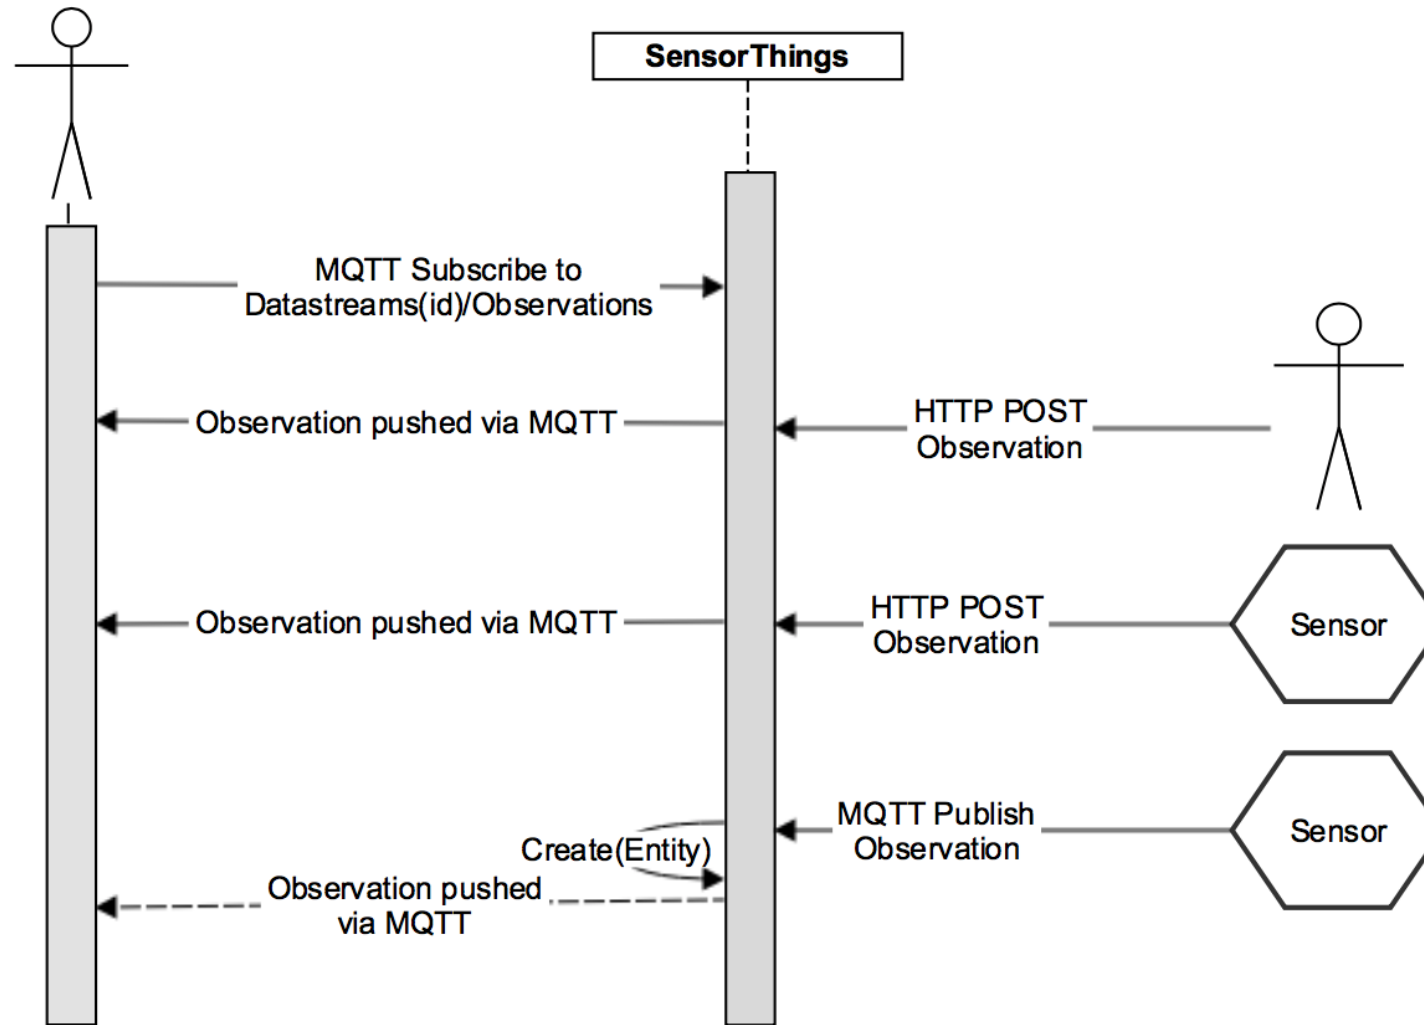 SensorThings
MQTT Subscribe to
Datastreams(id)/Observations
Observation pushed via MQTT
HTTP POST
Observation
Observation pushed via MQTT
HTTP POST
Observation
Sensor
MQTT Publish
Observation
Sensor
Create(Entity)
Observation pushed
via MQTT